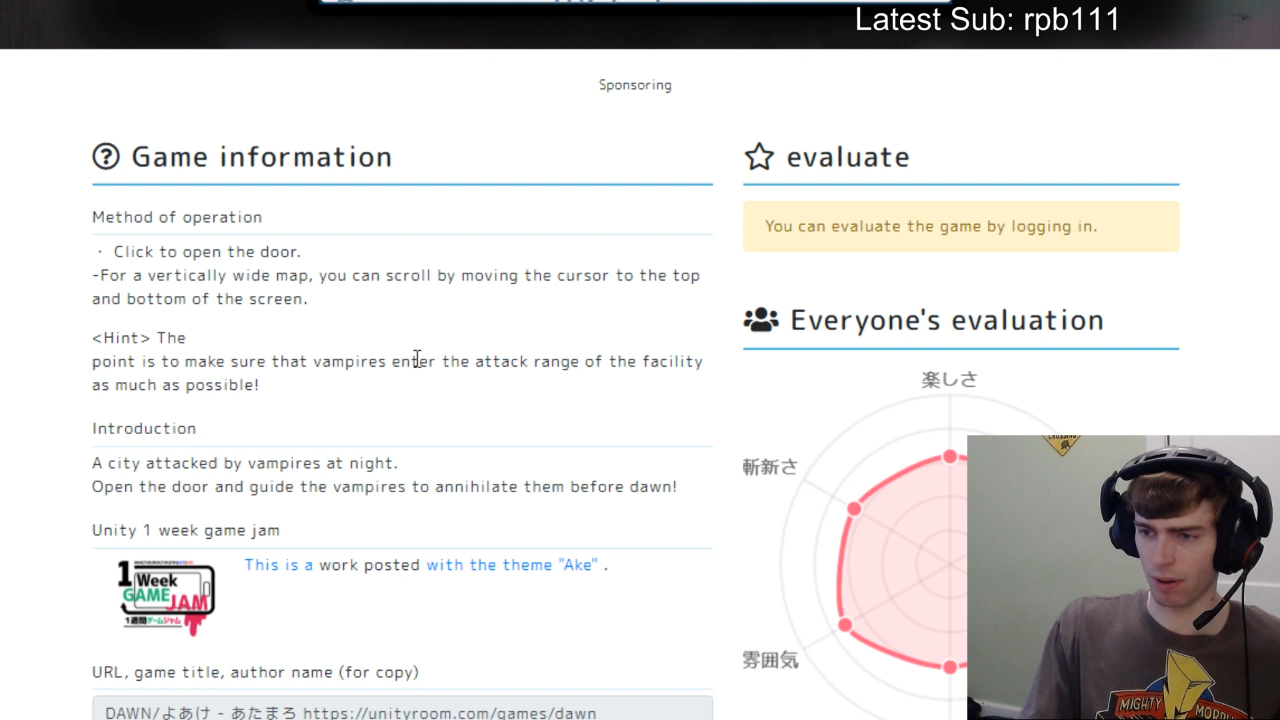 Latest Sub: rpb111
Sponsoring
Game information
Method of operation
・ Click to open the door.
-For a vertically wide map, you can scroll by moving the cursor to the top
and bottom of the screen.
<Hint> The
point is to make sure that vampires enter the attack range of the facility
as much as possible!
Introduction
A city attacked by vampires at night.
Open the door and guide the vampires to annihilate them before dawn!
Unity 1 week game jam
1 Week
GAME
JAM
1週間ゲームジャム
This is a work posted with the theme "Ake" .
URL, game title, author name (for copy)
DAWN/よあけ - あたまろ https://unityroom.com/games/dawn
evaluate
You can evaluate the game by logging in.
Everyone's evaluation
楽しさ
斬新さ
雰囲気
CROSSING
MIGHTY MORPH